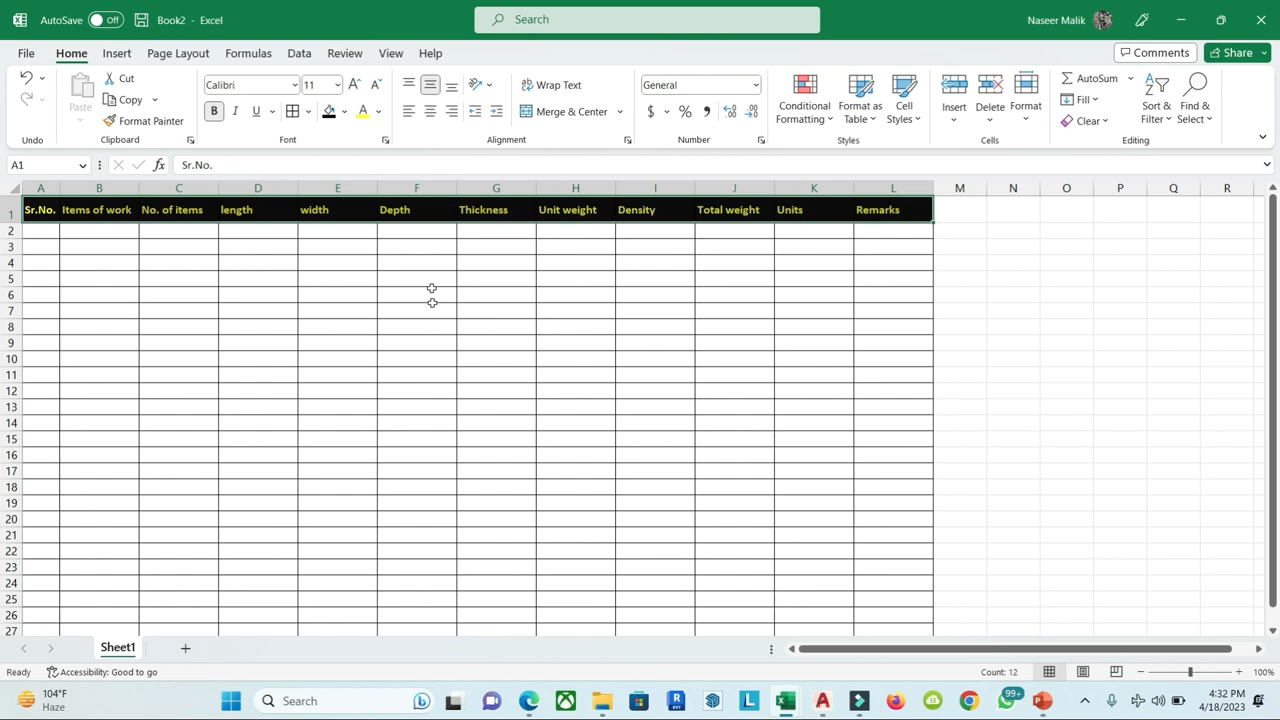 AutoSave Off Book2 - Excel Search Naseer Malik
File Home Insert Page Layout Formulas Data Review View Help Comments Share
Cut Calibri 11 Wrap Text General AutoSum
Paste Copy Conditional Formatting Format as Table Cell Styles Insert Delete Format Fill Sort & Filter Find & Select
Format Painter B I U A Merge & Center $ % , Clear
Undo Clipboard Font Alignment Number Styles Cells Editing
A1 fx Sr.No.
A B C D E F G H I J K L M N O P Q R
1 Sr.No. Items of work No. of items length width Depth Thickness Unit weight Density Total weight Units Remarks
2
3
4
5
6
7
8
9
10
11
12
13
14
15
16
17
18
19
20
21
22
23
24
25
26
27
Sheet1
Ready Accessibility: Good to go Count: 12 100%
104°F Search 99+ 4:32 PM
Haze 4/18/2023